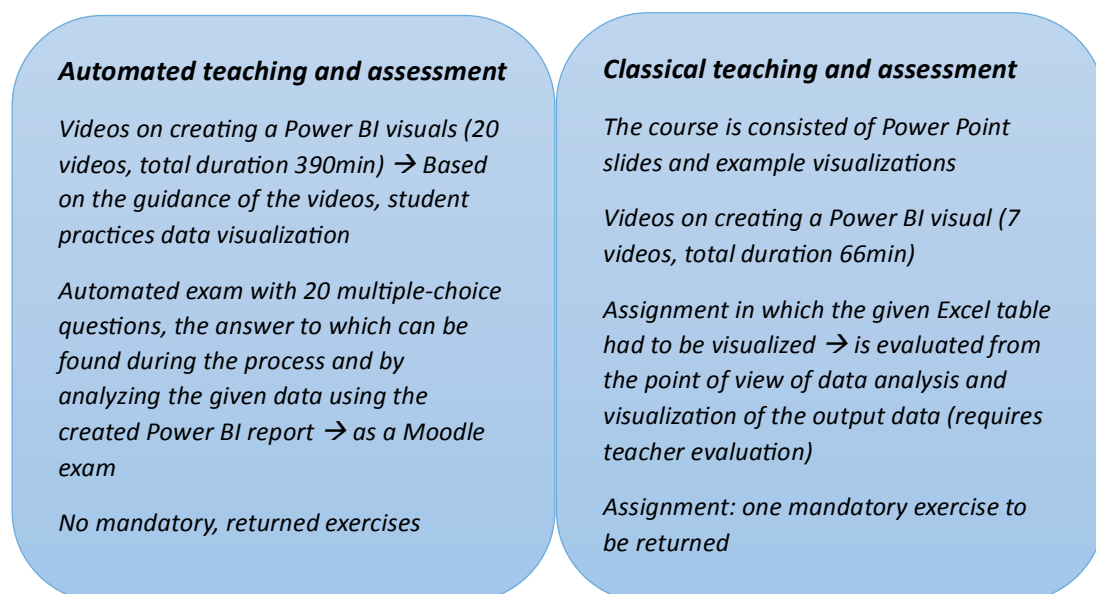 Automated teaching and assessment
Videos on creating a Power BI visuals (20
videos, total duration 390min) → Based
on the guidance of the videos, student
practices data visualization
Automated exam with 20 multiple-choice
questions, the answer to which can be
found during the process and by
analyzing the given data using the
created Power BI report → as a Moodle
exam
No mandatory, returned exercises
Classical teaching and assessment
The course is consisted of Power Point
slides and example visualizations
Videos on creating a Power BI visual (7
videos, total duration 66min)
Assignment in which the given Excel table
had to be visualized → is evaluated from
the point of view of data analysis and
visualization of the output data (requires
teacher evaluation)
Assignment: one mandatory exercise to
be returned